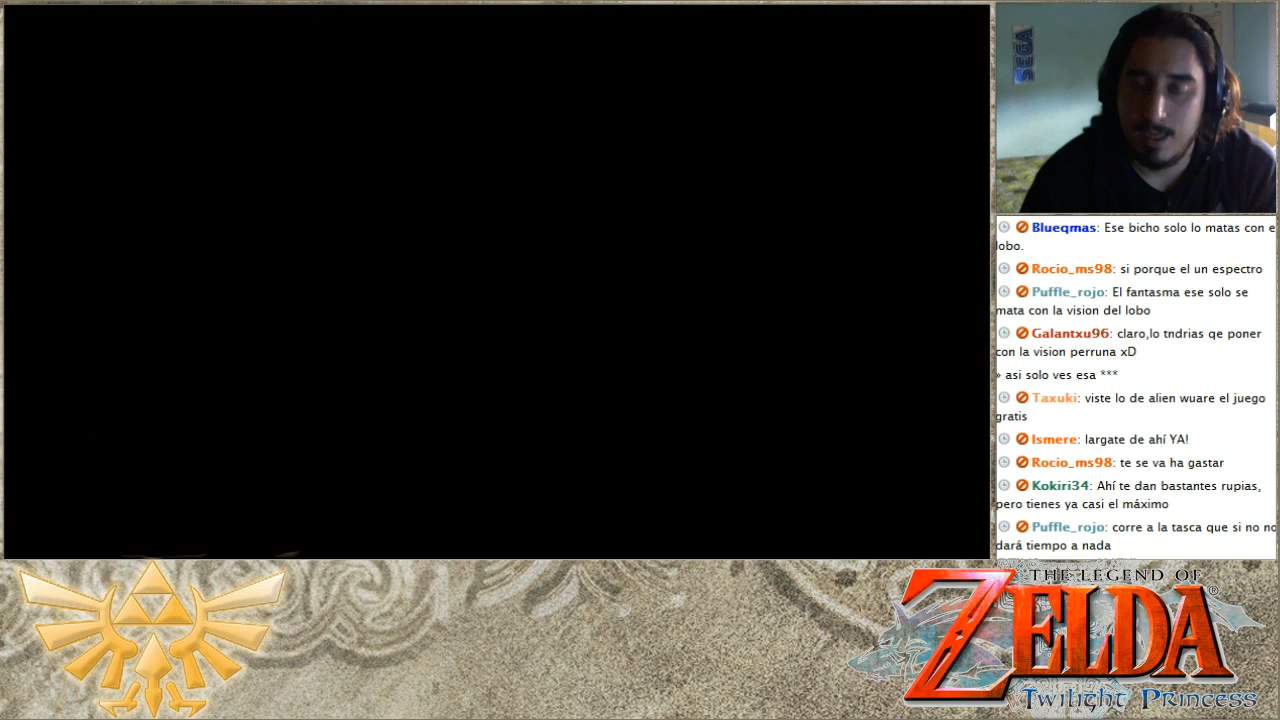 SEGA
Blueqmas: Ese bicho solo lo matas con e
lobo.
Rocio_ms98: si porque el un espectro
Puffle_rojo: El fantasma ese solo se
mata con la vision del lobo
Galantxu96: claro,lo tndrias qe poner
con la vision perruna xD
» asi solo ves esa ***
Taxuki: viste lo de alien wuare el juego
gratis
Ismere: largate de ahí YA!
Rocio_ms98: te se va ha gastar
Kokiri34: Ahí te dan bastantes rupias,
pero tienes ya casi el máximo
Puffle_rojo: corre a la tasca que si no no
dará tiempo a nada
THE LEGEND OF
ZELDA®
Twilight Princess